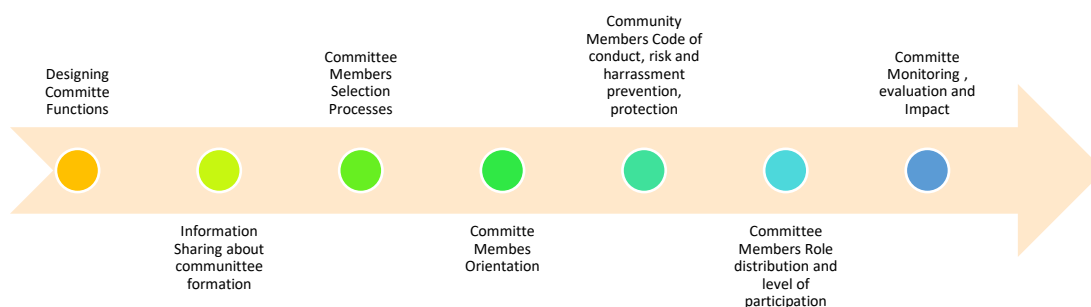 Designing
Committe
Functions
Information
Sharing about
communittee
formation
Committee
Members
Selection
Processes
Committe
Membes
Orientation
Community
Members Code of
conduct, risk and
harrassment
prevention,
protection
Committee
Members Role
distribution and
level of
participation
Committe
Monitoring ,
evaluation and
Impact